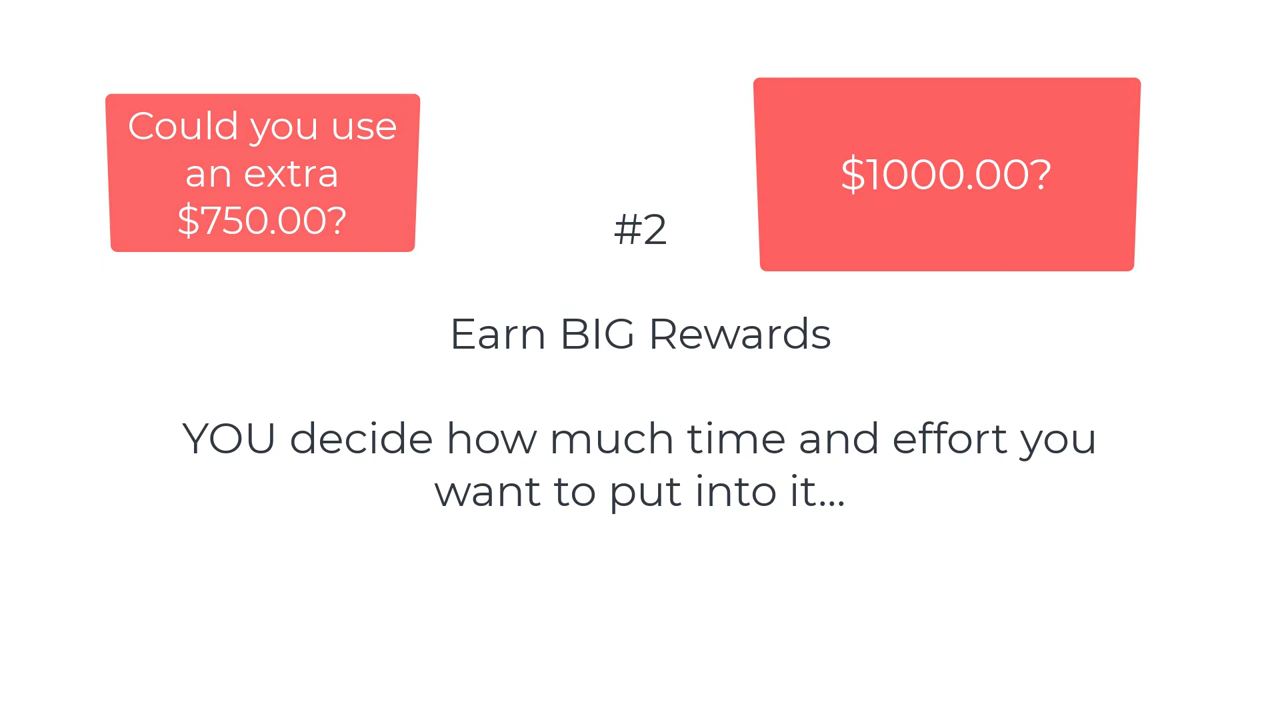 Could you use
an extra
$750.00?
$1000.00?
#2
Earn BIG Rewards
YOU decide how much time and effort you
want to put into it...